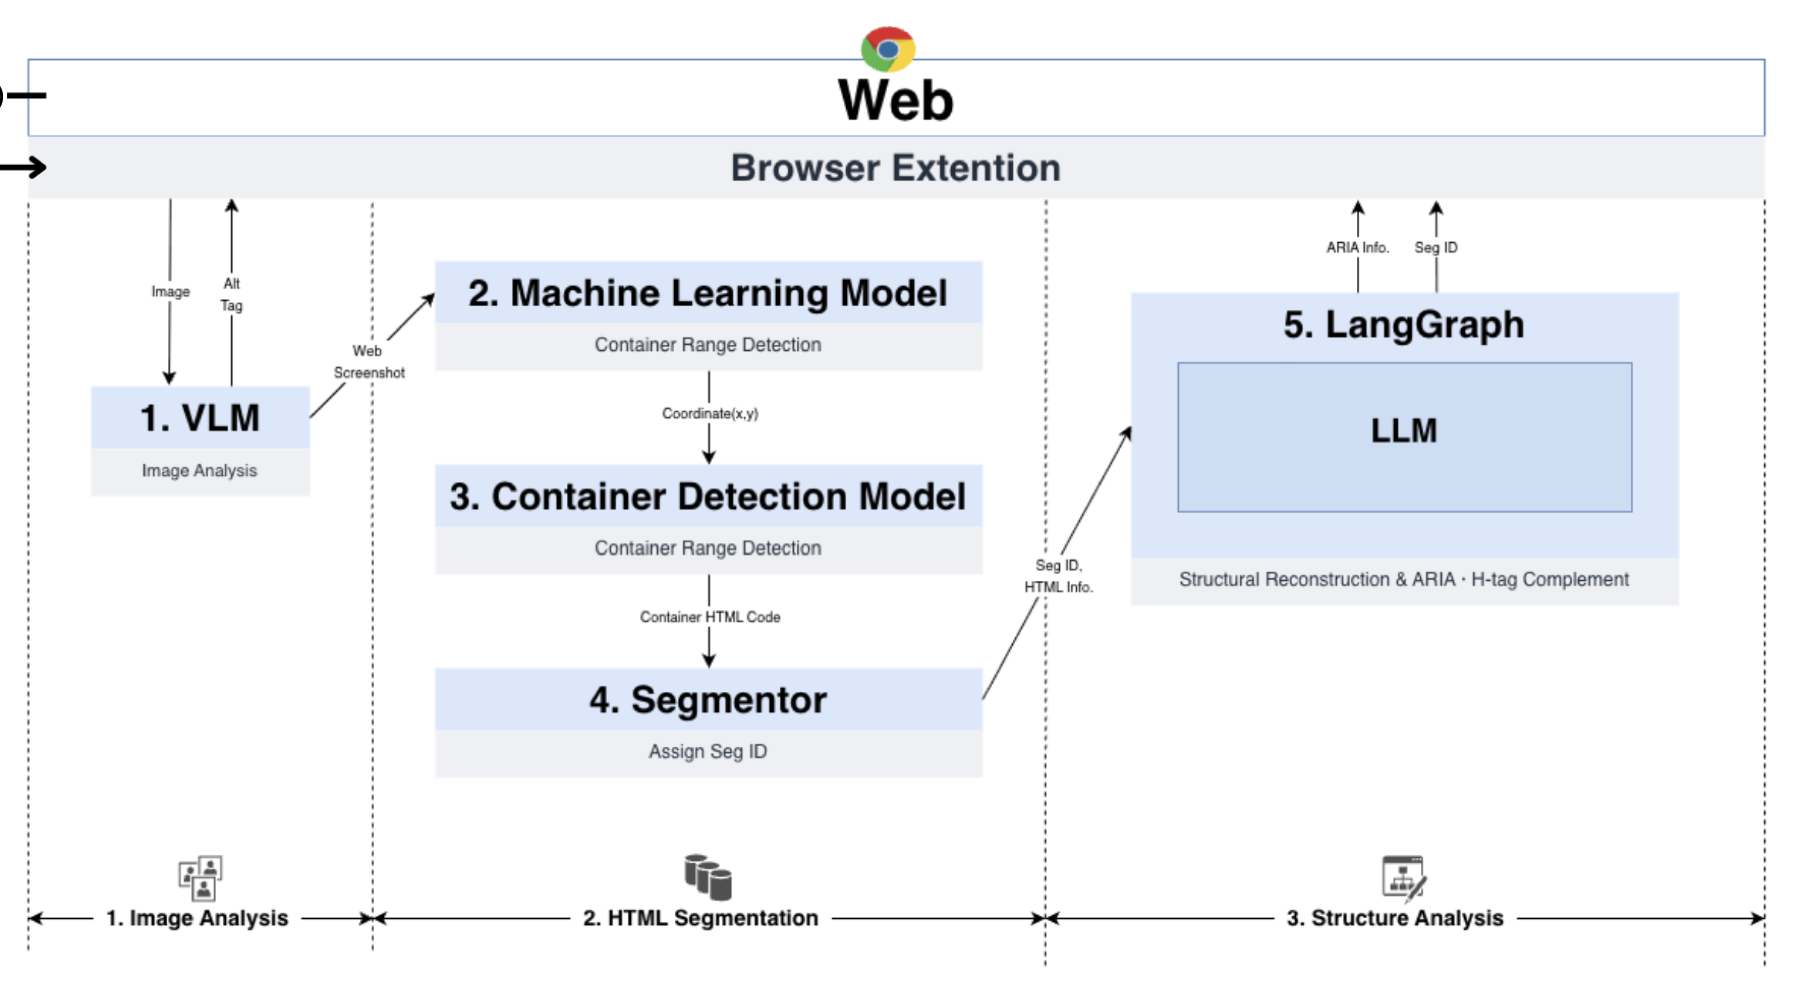 Web
Browser Extention
Image
Alt
Tag
Web
Screenshot
1. VLM
Image Analysis
2. Machine Learning Model
Container Range Detection
Coordinate(x,y)
3. Container Detection Model
Container Range Detection
Container HTML Code
4. Segmentor
Assign Seg ID
Seg ID,
HTML Info.
ARIA Info.
Seg ID
5. LangGraph
LLM
Structural Reconstruction & ARIA · H-tag Complement
1. Image Analysis
2. HTML Segmentation
3. Structure Analysis